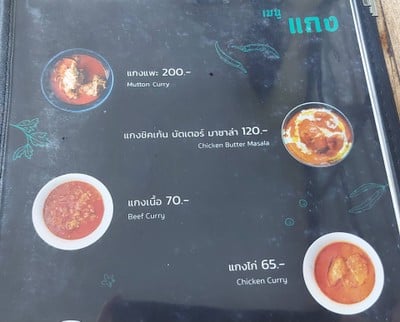 เมนู
แกง
แกงแพะ 200.-
Mutton Curry
แกงชิคเก้น บัตเตอร์ มาซาล่า 120.-
Chicken Butter Masala
แกงเนื้อ 70.-
Beef Curry
แกงไก่ 65.-
Chicken Curry